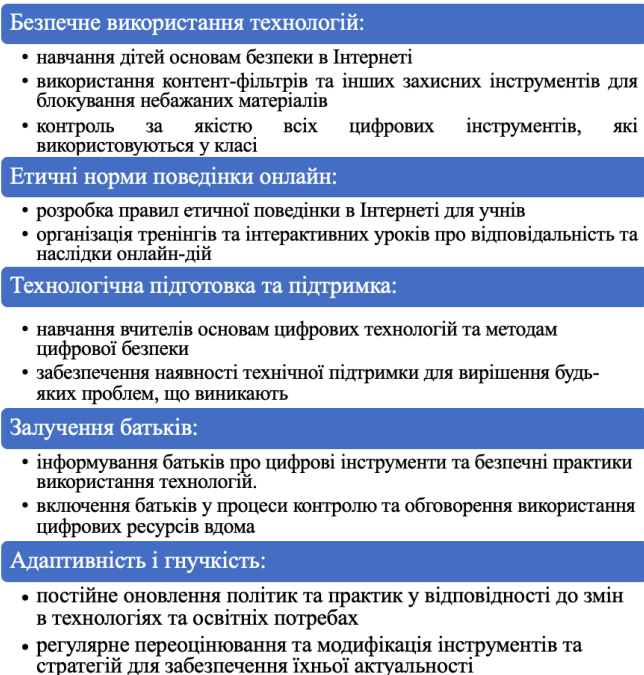 Безпечне використання технологій:
• навчання дітей основам безпеки в Інтернеті
• використання контент-фільтрів та інших захисних інструментів для
блокування небажаних матеріалів
• контроль за якістю всіх цифрових інструментів, які
використовуються у класі
Етичні норми поведінки онлайн:
• розробка правил етичної поведінки в Інтернеті для учнів
• організація тренінгів та інтерактивних уроків про відповідальність та
наслідки онлайн-дій
Технологічна підготовка та підтримка:
• навчання вчителів основам цифрових технологій та методам
цифрової безпеки
• забезпечення наявності технічної підтримки для вирішення будь-
яких проблем, що виникають
Залучення батьків:
• інформування батьків про цифрові інструменти та безпечні практики
використання технологій.
• включення батьків у процеси контролю та обговорення використання
цифрових ресурсів вдома
Адаптивність і гнучкість:
• постійне оновлення політик та практик у відповідності до змін
в технологіях та освітніх потребах
• регулярне переоцінювання та модифікація інструментів та
стратегій для забезпечення їхньої актуальності